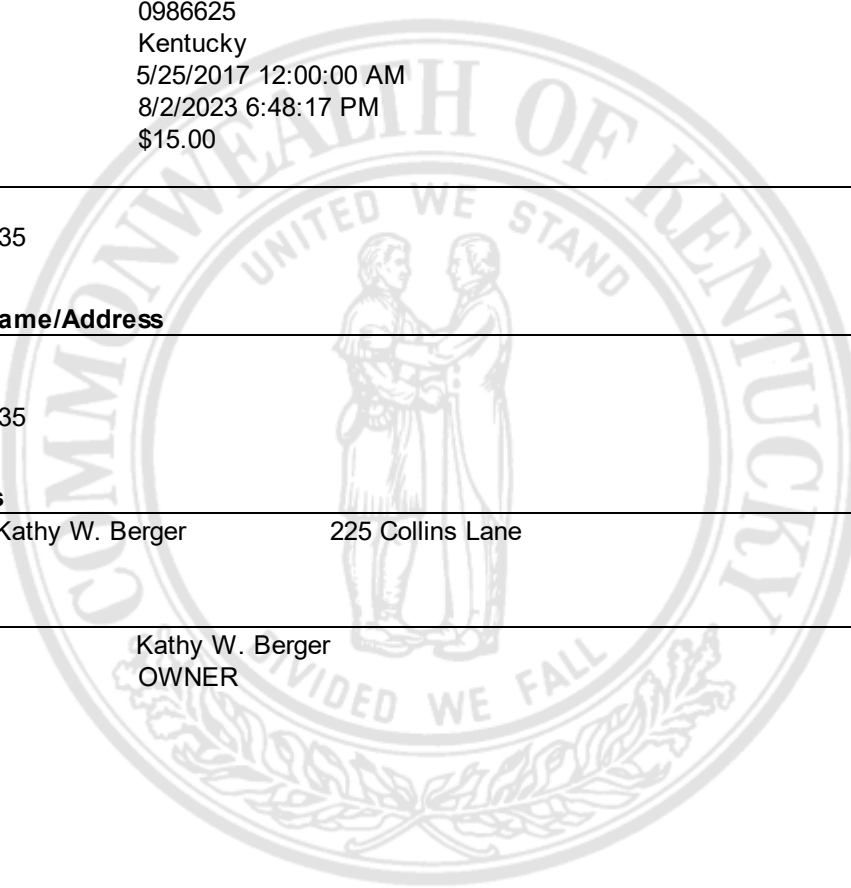 0986625
Kentucky
5/25/2017 12:00:00 AM
8/2/2023 6:48:17 PM
$15.00
35
ame/Address
35
s
Kathy W. Berger 225 Collins Lane
Kathy W. Berger
OWNER
COMMONWEALTH OF KENTUCKY
UNITED WE STAND
DIVIDED WE FALL